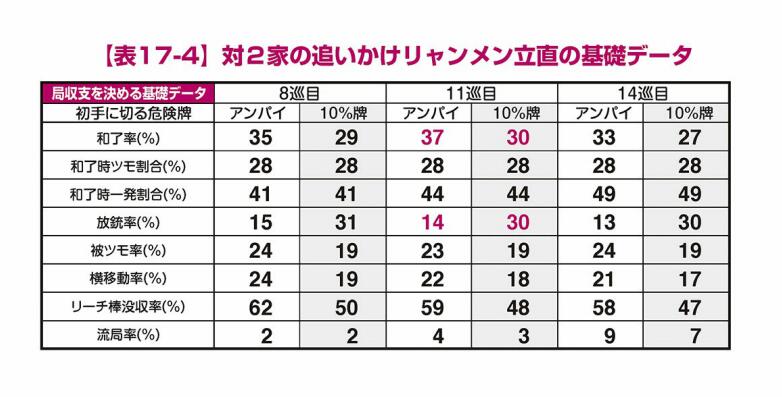 【表17-4】対2家の追いかけリャンメン立直の基礎データ
局収支を決める基礎データ 8巡目 11巡目 14巡目
初手に切る危険牌 アンパイ 10%牌 アンパイ 10%牌 アンパイ 10%牌
和了率(%) 35 29 37 30 33 27
和了時ツモ割合(%) 28 28 28 28 28 28
和了時一発割合(%) 41 41 44 44 49 49
放銃率(%) 15 31 14 30 13 30
被ツモ率(%) 24 19 23 19 24 19
横移動率(%) 24 19 22 18 21 17
リーチ棒没収率(%) 62 50 59 48 58 47
流局率(%) 2 2 4 3 9 7